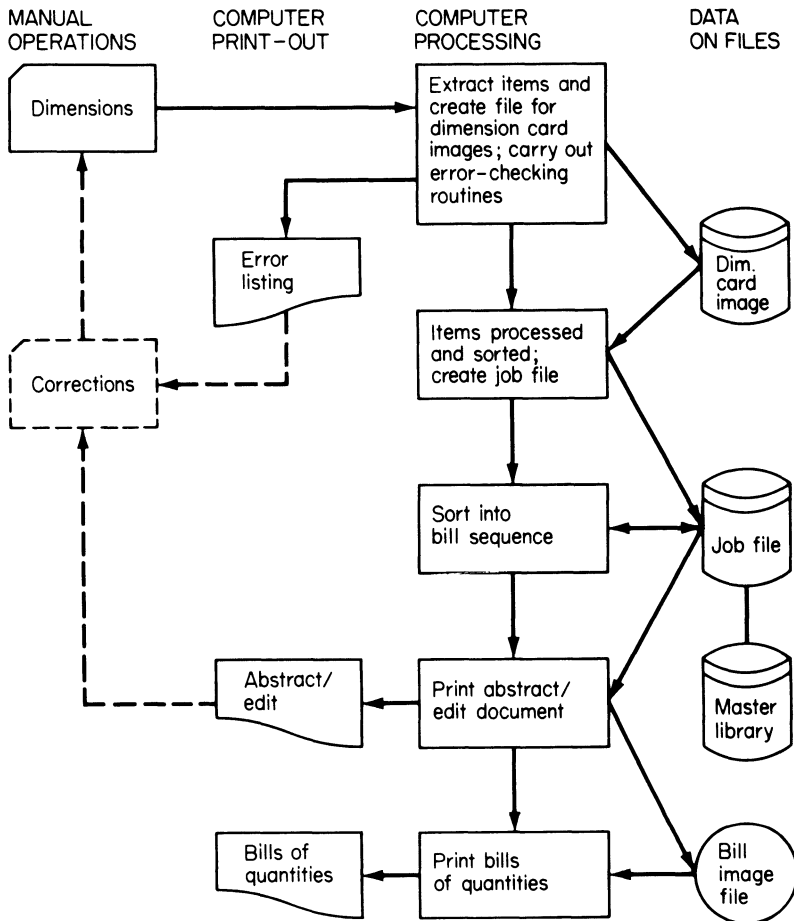 MANUAL
OPERATIONS
COMPUTER
PRINT-OUT
COMPUTER
PROCESSING
DATA
ON FILES
Dimensions
Extract items and
create file for
dimension card
images; carry out
error-checking
routines
Error
listing
Dim.
card
image
Corrections
Items processed
and sorted;
create job file
Sort into
bill sequence
Job file
Abstract/
edit
Print abstract/
edit document
Master
library
Bills of
quantities
Print bills
of quantities
Bill
image
file